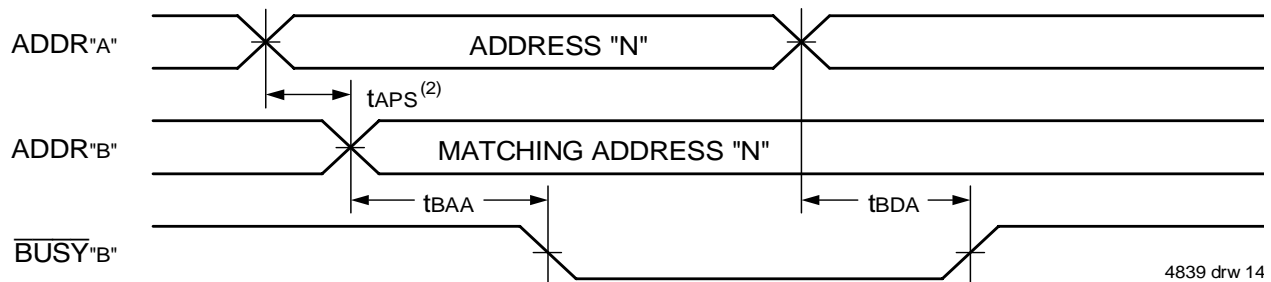 ADDR"A"
ADDRESS "N"
tAPS(2)
ADDR"B"
MATCHING ADDRESS "N"
tBAA
tBDA
BUSY"B"
4839 drw 14